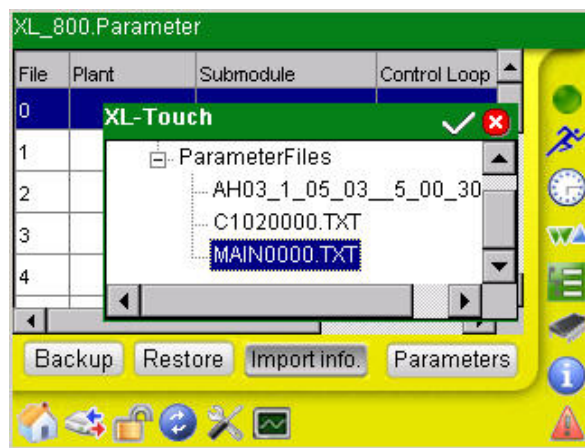 XL_800.Parameter
File Plant Submodule Control Loop
0
XL-Touch
1
ParameterFiles
AH03_1_05_03__5_00_30
2
C1020000.TXT
3
MAIN0000.TXT
4
Backup Restore Import info. Parameters